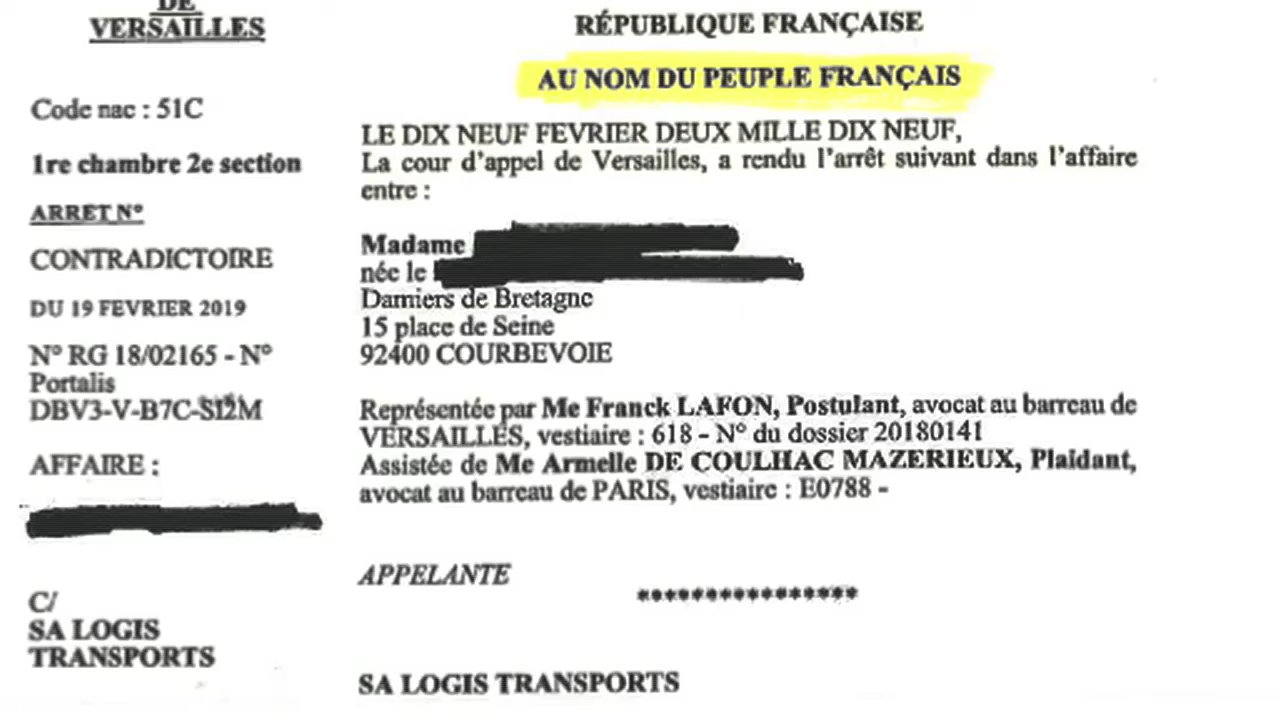 DE
VERSAILLES
Code nac : 51C
1re chambre 2e section
ARRET N°
CONTRADICTOIRE
DU 19 FEVRIER 2019
N° RG 18/02165 - N°
Portalis
DBV3-V-B7C-SI2M
AFFAIRE :
C/
SA LOGIS
TRANSPORTS
RÉPUBLIQUE FRANÇAISE
AU NOM DU PEUPLE FRANÇAIS
LE DIX NEUF FEVRIER DEUX MILLE DIX NEUF,
La cour d'appel de Versailles, a rendu l'arrêt suivant dans l'affaire
entre :
Madame
née le
Damiers de Bretagne
15 place de Seine
92400 COURBEVOIE
Représentée par Me Franck LAFON, Postulant, avocat au barreau de
VERSAILLES, vestiaire : 618 - N° du dossier 20180141
Assistée de Me Armelle DE COULHAC MAZERIEUX, Plaidant,
avocat au barreau de PARIS, vestiaire : E0788 -
APPELANTE
****************
SA LOGIS TRANSPORTS